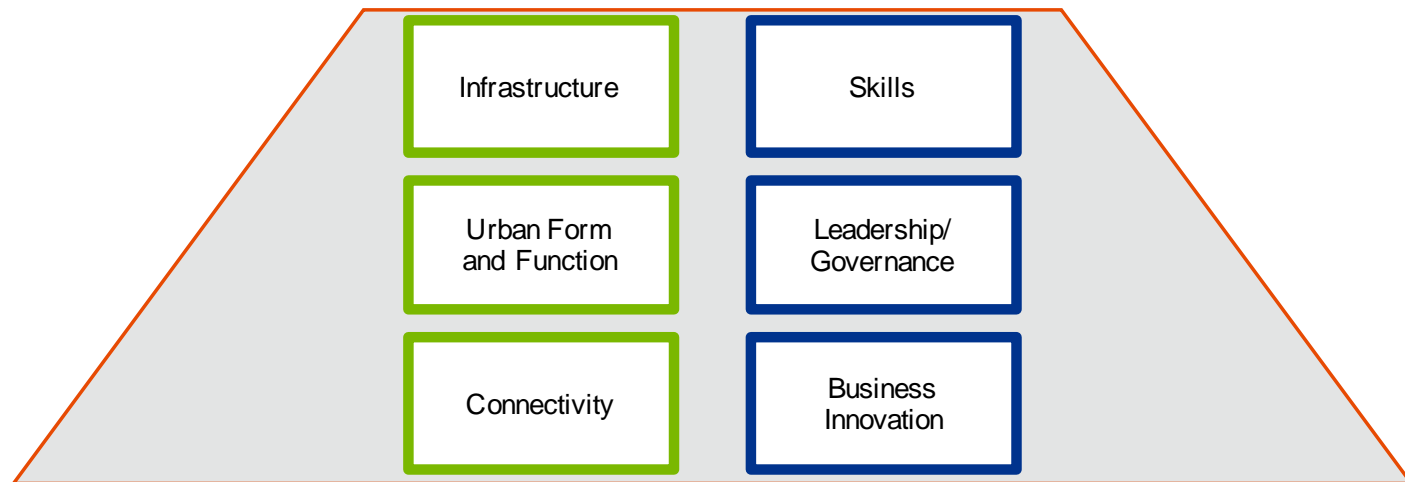 Infrastructure
Skills
Urban Form
and Function
Leadership/
Governance
Connectivity
Business
Innovation